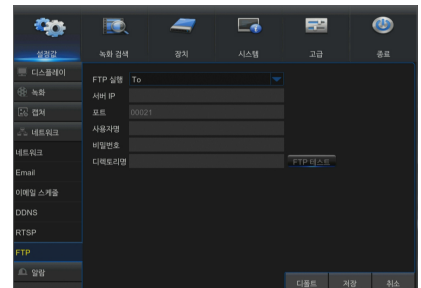 설정값 녹화 검색 장치 시스템 고급 종료
디스플레이
녹화
캡처
네트워크
네트워크
Email
이메일 스케줄
DDNS
RTSP
FTP
알람
FTP 실행 To
서버 IP
포트 00021
사용자명
비밀번호
디렉토리명 FTP 테스트
디폴트 저장 취소